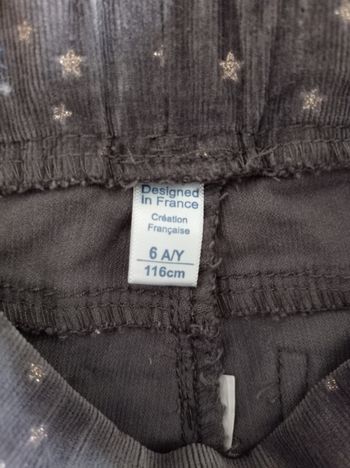 Designed
in France
Création
Française
6 A/Y
116cm